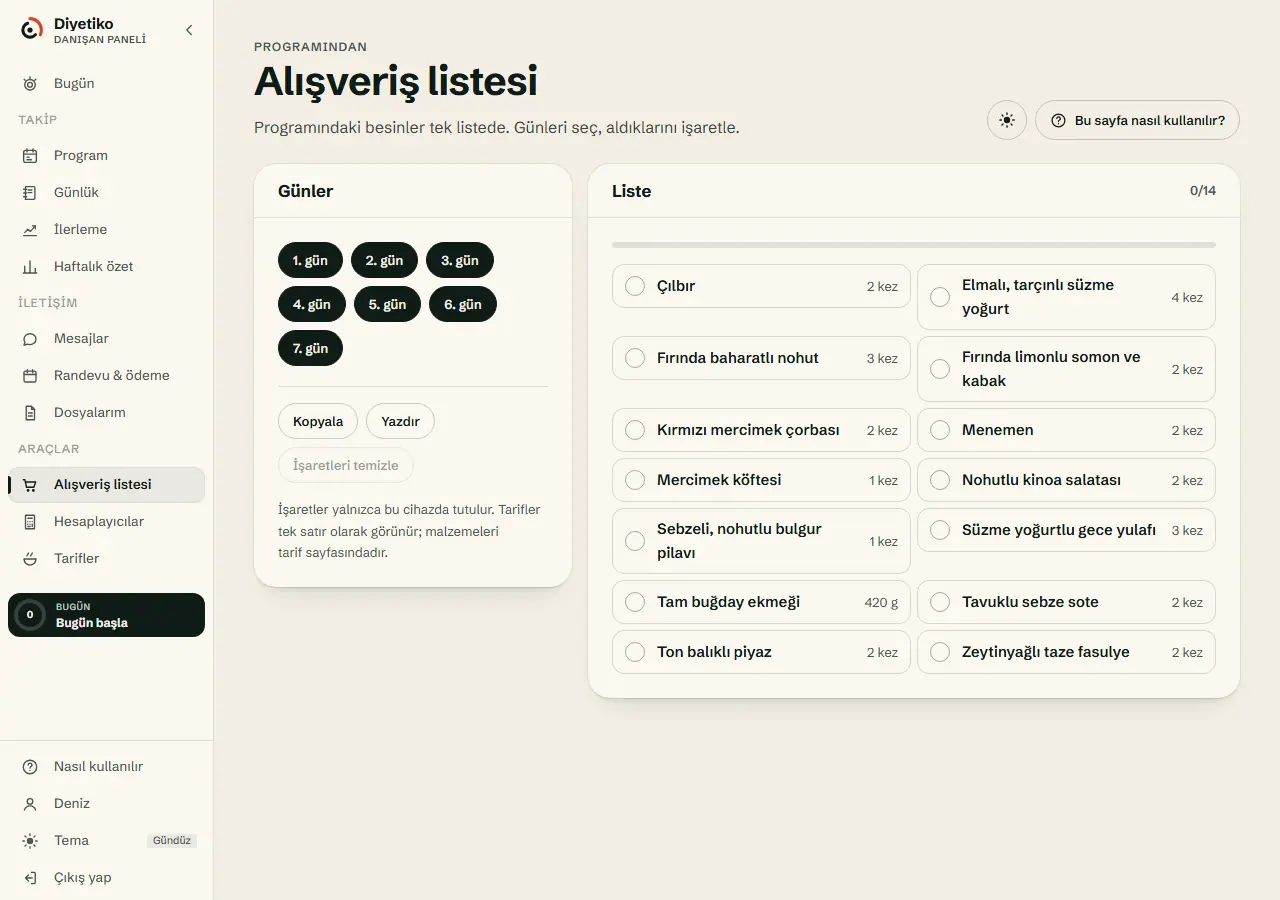 Diyetiko
DANIŞAN PANELİ
Bugün
TAKİP
Program
Günlük
İlerleme
Haftalık özet
İLETİŞİM
Mesajlar
Randevu & ödeme
Dosyalarım
ARAÇLAR
Alışveriş listesi
Hesaplayıcılar
Tarifler
0
BUGÜN
Bugün başla
Nasıl kullanılır
Deniz
Tema
Gündüz
Çıkış yap
PROGRAMINDAN
Alışveriş listesi
Programındaki besinler tek listede. Günleri seç, aldıklarını işaretle.
Bu sayfa nasıl kullanılır?
Günler
1. gün
2. gün
3. gün
4. gün
5. gün
6. gün
7. gün
Kopyala
Yazdır
İşaretleri temizle
İşaretler yalnızca bu cihazda tutulur. Tarifler
tek satır olarak görünür; malzemeleri
tarif sayfasındadır.
Liste
0/14
Çılbır
2 kez
Elmalı, tarçınlı süzme
yoğurt
4 kez
Fırında baharatlı nohut
3 kez
Fırında limonlu somon ve
kabak
2 kez
Kırmızı mercimek çorbası
2 kez
Menemen
2 kez
Mercimek köftesi
1 kez
Nohutlu kinoa salatası
2 kez
Sebzeli, nohutlu bulgur
pilavı
1 kez
Süzme yoğurtlu gece yulafı
3 kez
Tam buğday ekmeği
420 g
Tavuklu sebze sote
2 kez
Ton balıklı piyaz
2 kez
Zeytinyağlı taze fasulye
2 kez